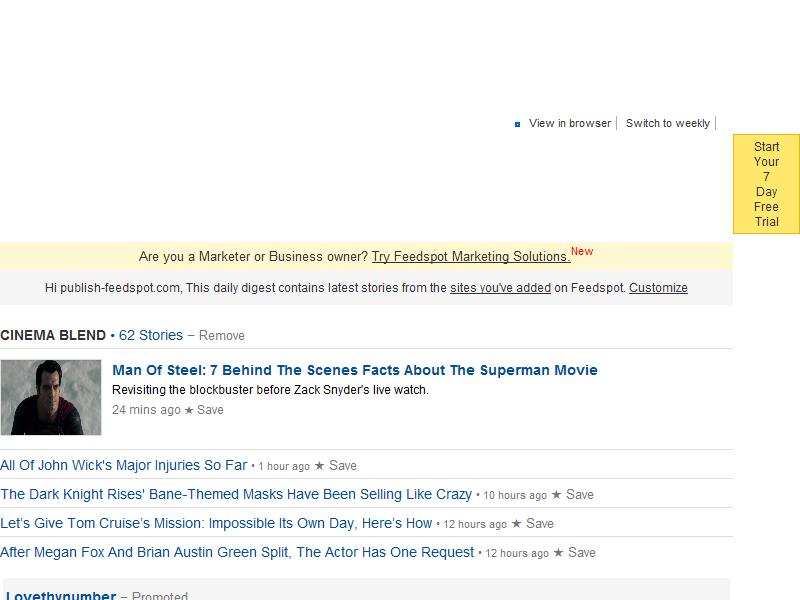 View in browser Switch to weekly
Start
Your
7
Day
Free
Trial
Are you a Marketer or Business owner? Try Feedspot Marketing Solutions. New
Hi publish-feedspot.com, This daily digest contains latest stories from the sites you've added on Feedspot. Customize
CINEMA BLEND • 62 Stories – Remove
Man Of Steel: 7 Behind The Scenes Facts About The Superman Movie
Revisiting the blockbuster before Zack Snyder's live watch.
24 mins ago ★ Save
All Of John Wick's Major Injuries So Far • 1 hour ago ★ Save
The Dark Knight Rises' Bane-Themed Masks Have Been Selling Like Crazy • 10 hours ago ★ Save
Let's Give Tom Cruise's Mission: Impossible Its Own Day, Here's How • 12 hours ago ★ Save
After Megan Fox And Brian Austin Green Split, The Actor Has One Request • 12 hours ago ★ Save
Lovethynumber – Promoted